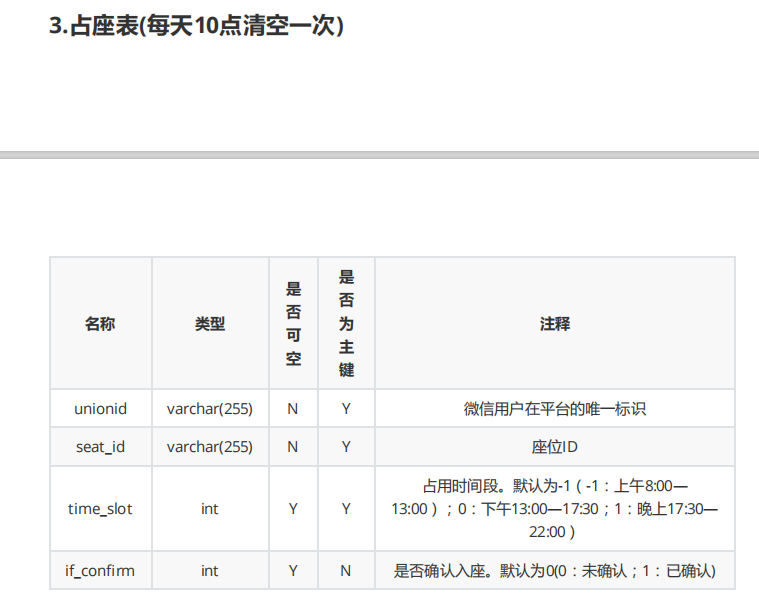 3.占座表(每天10点清空一次)
名称 类型 是否可空 是否为主键 注释
unionid varchar(255) N Y 微信用户在平台的唯一标识
seat_id varchar(255) N Y 座位ID
time_slot int Y Y 占用时间段。默认为-1（-1：上午8:00—
13:00）；0：下午13:00—17:30；1：晚上17:30—
22:00）
if_confirm int Y N 是否确认入座。默认为0(0：未确认；1：已确认)